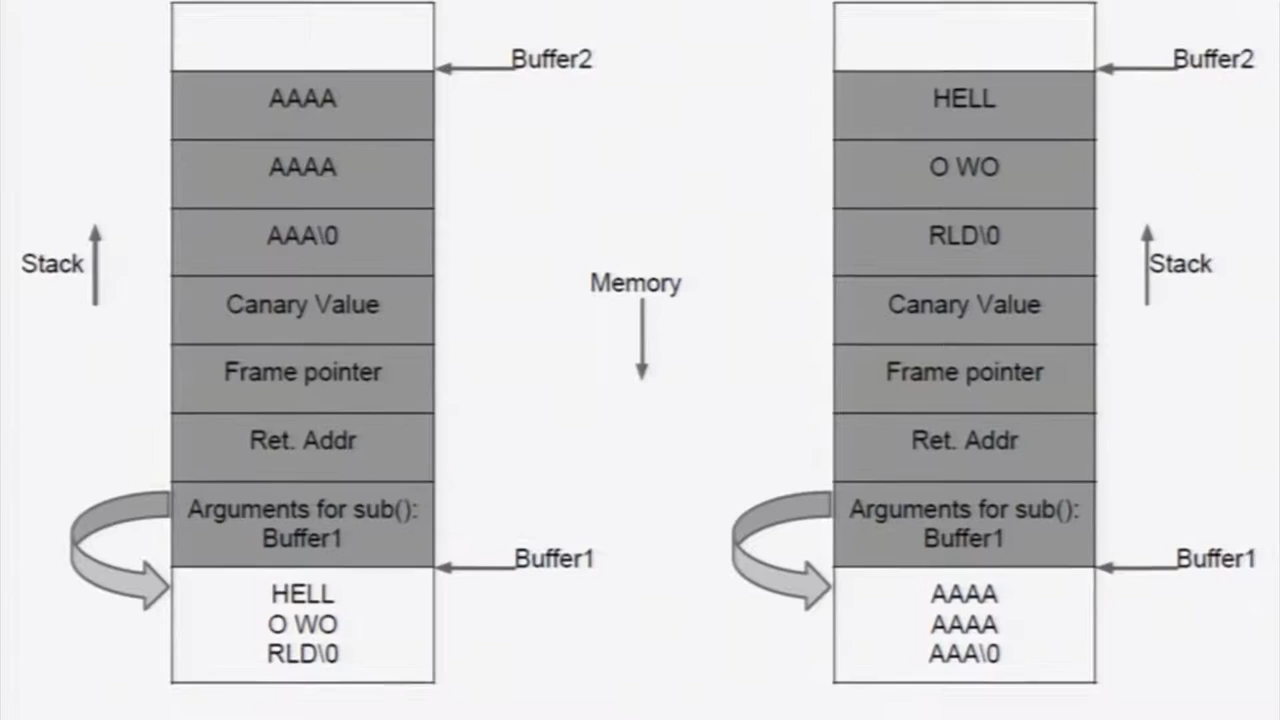 Buffer2
AAAA
AAAA
AAA\0
Stack
Canary Value
Frame pointer
Ret. Addr
Arguments for sub():
Buffer1
Buffer1
HELL
O WO
RLD\0
Memory
Buffer2
HELL
O WO
RLD\0
Stack
Canary Value
Frame pointer
Ret. Addr
Arguments for sub():
Buffer1
Buffer1
AAAA
AAAA
AAA\0